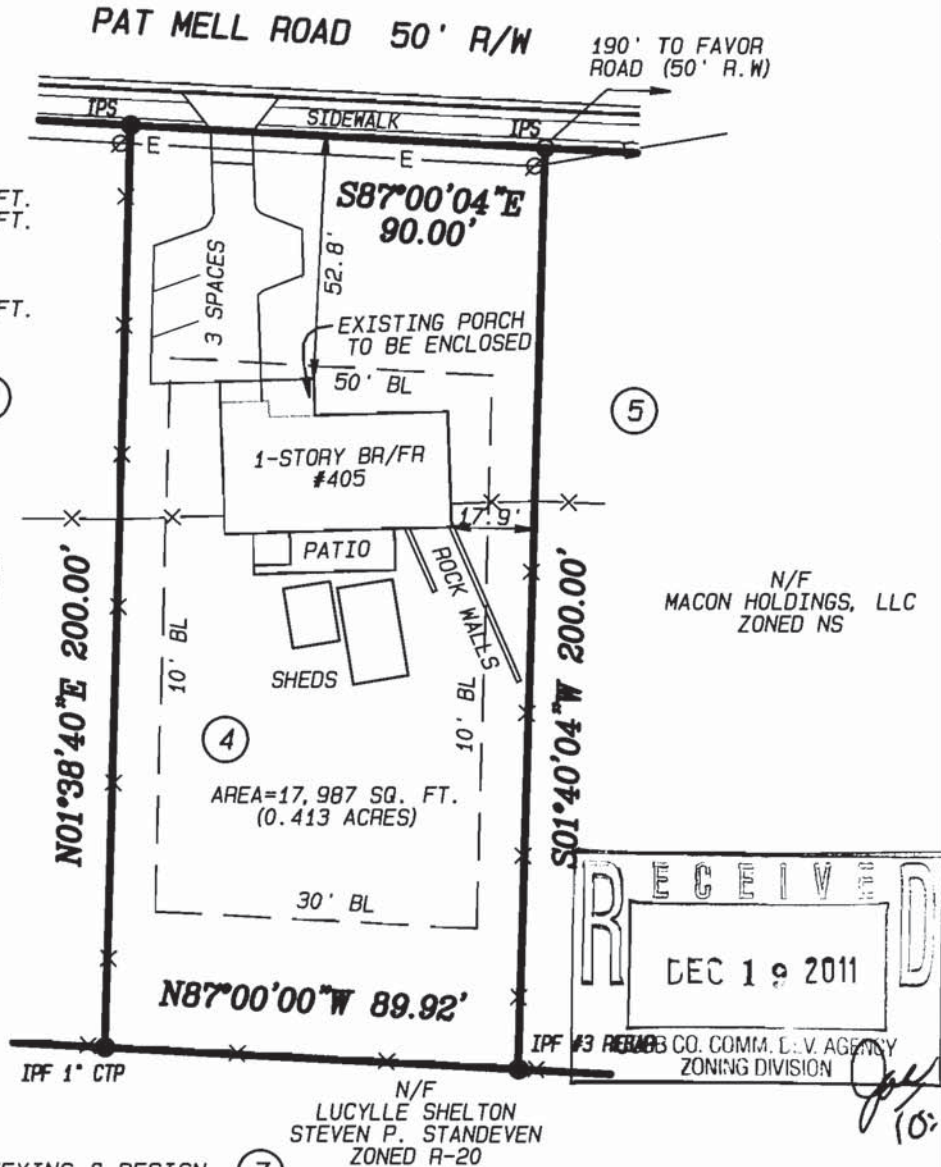 PAT MELL ROAD 50' R/W
190' TO FAVOR
ROAD (50' R.W)
IPS
SIDEWALK
IPS
E
E
FT.
FT.
FT.
S87°00'04"E
90.00'
3 SPACES
52.8'
EXISTING PORCH
TO BE ENCLOSED
50' BL
5
1-STORY BR/FR
#405
17.9'
PATIO
ROCK WALLS
N/F
MACON HOLDINGS, LLC
ZONED NS
SHEDS
10' BL
10' BL
N01°38'40"E 200.00'
S01°40'04"W 200.00'
4
AREA=17,987 SQ. FT.
(0.413 ACRES)
30' BL
RECEIVED
DEC 19 2011
N87°00'00"W 89.92'
IPF #3 REBAR
CO. COMM. DEV. AGENCY
ZONING DIVISION
IPF 1" CTP
N/F
LUCYLLE SHELTON
STEVEN P. STANDEVEN
ZONED R-20
& DESIGN
7